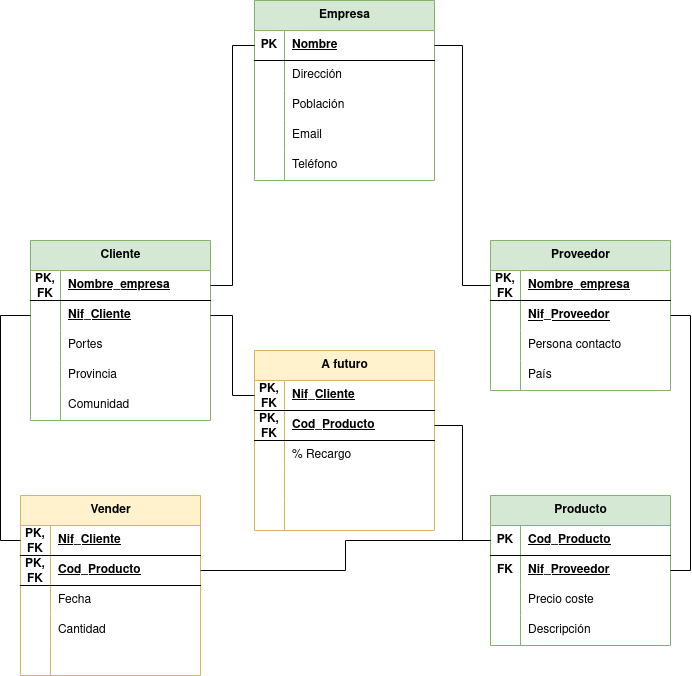 Empresa
PK Nombre
Dirección
Población
Email
Teléfono
Cliente
PK,
FK Nombre_empresa
Nif_Cliente
Portes
Provincia
Comunidad
Proveedor
PK,
FK Nombre_empresa
Nif_Proveedor
Persona contacto
País
A futuro
PK,
FK Nif_Cliente
PK,
FK Cod_Producto
% Recargo
Vender
PK,
FK Nif_Cliente
PK,
FK Cod_Producto
Fecha
Cantidad
Producto
PK Cod_Producto
FK Nif_Proveedor
Precio coste
Descripción